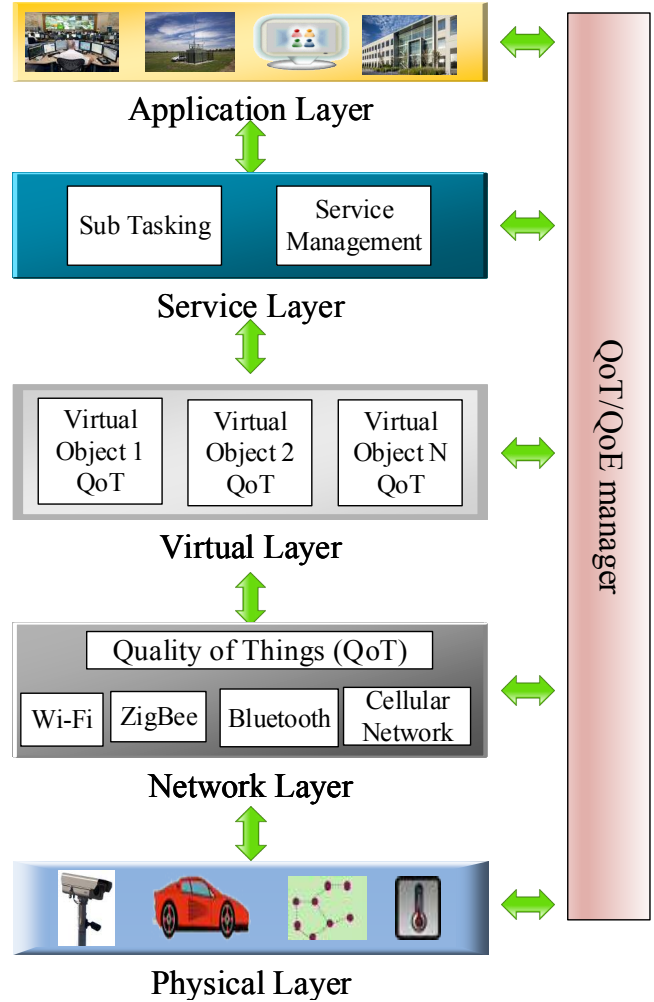 Application Layer
Sub Tasking
Service
Management
Service Layer
Virtual
Object 1
QoT
Virtual
Object 2
QoT
Virtual
Object N
QoT
Virtual Layer
Quality of Things (QoT)
Wi-Fi
ZigBee
Bluetooth
Cellular
Network
Network Layer
Physical Layer
QoT/QoE manager